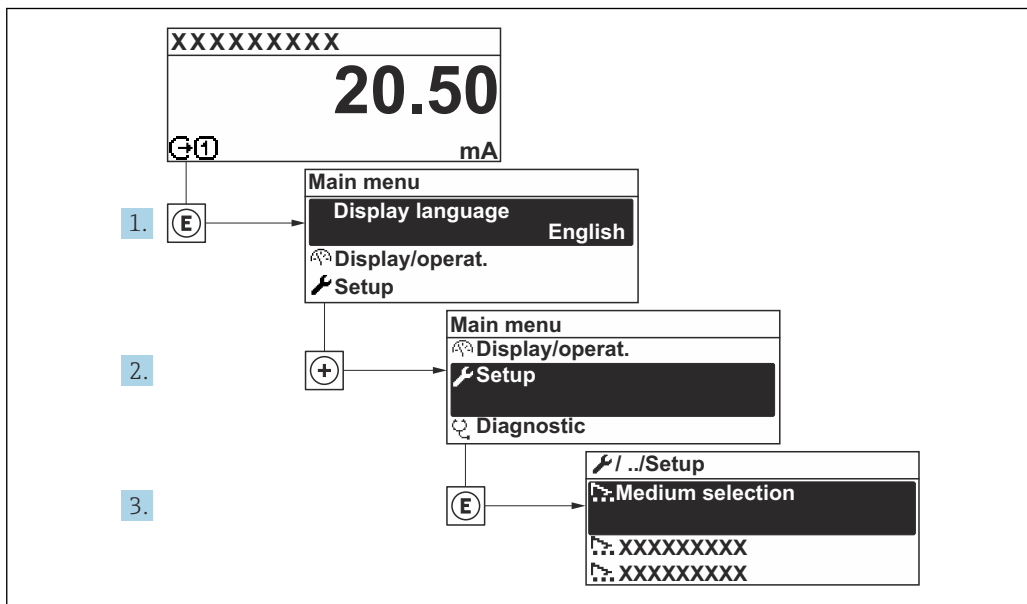 XXXXXXXXX
20.50
1 mA
Main menu
1. E Display language
English
Display/operat.
Setup
Main menu
Display/operat.
2. + Setup
Diagnostic
/ ../Setup
3. E Medium selection
XXXXXXXXX
XXXXXXXXX